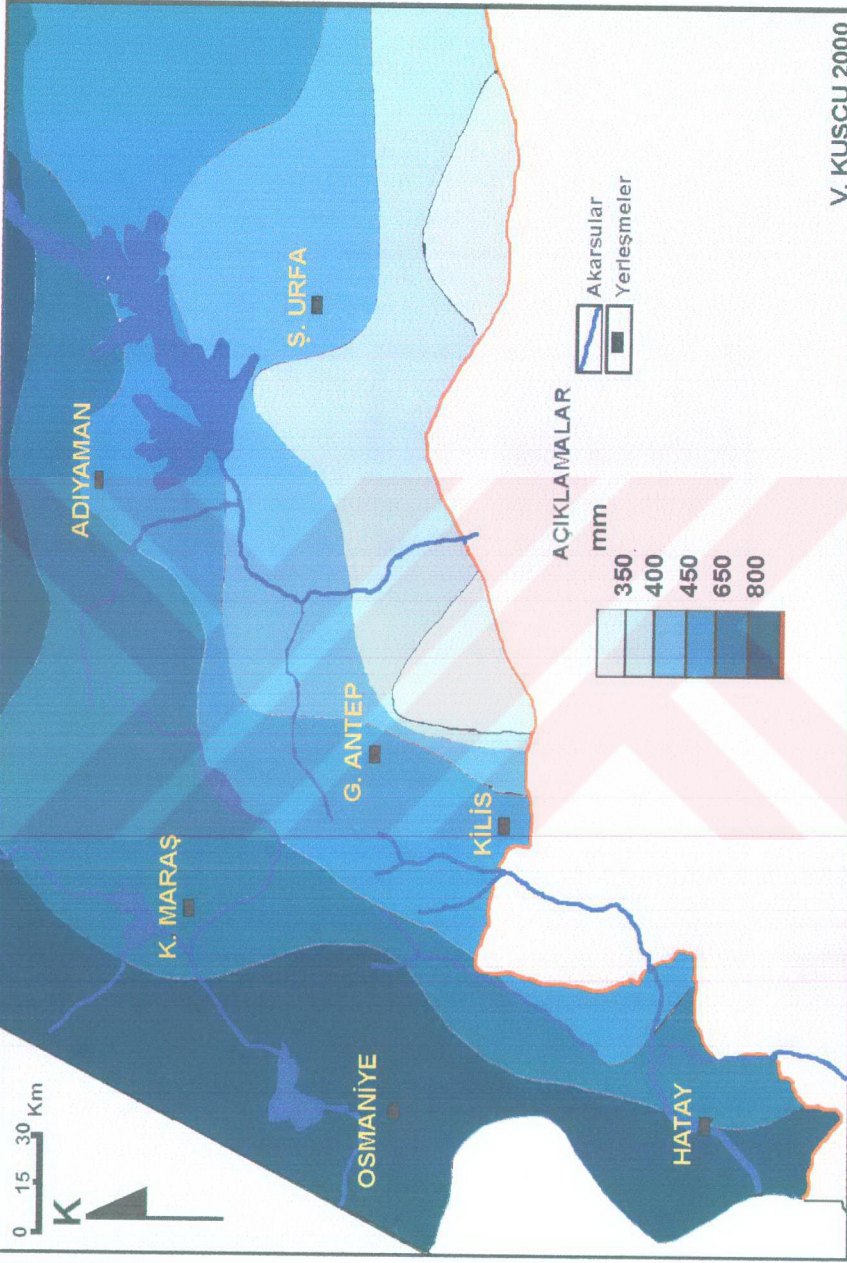 0 15 30 Km
K
ADIYAMAN
Ş. URFA
K. MARAŞ
G. ANTEP
KİLİS
OSMANİYE
HATAY
AÇIKLAMALAR
mm
350
400
450
650
800
Akarsular
Yerleşmeler
V. KUŞCU 2000